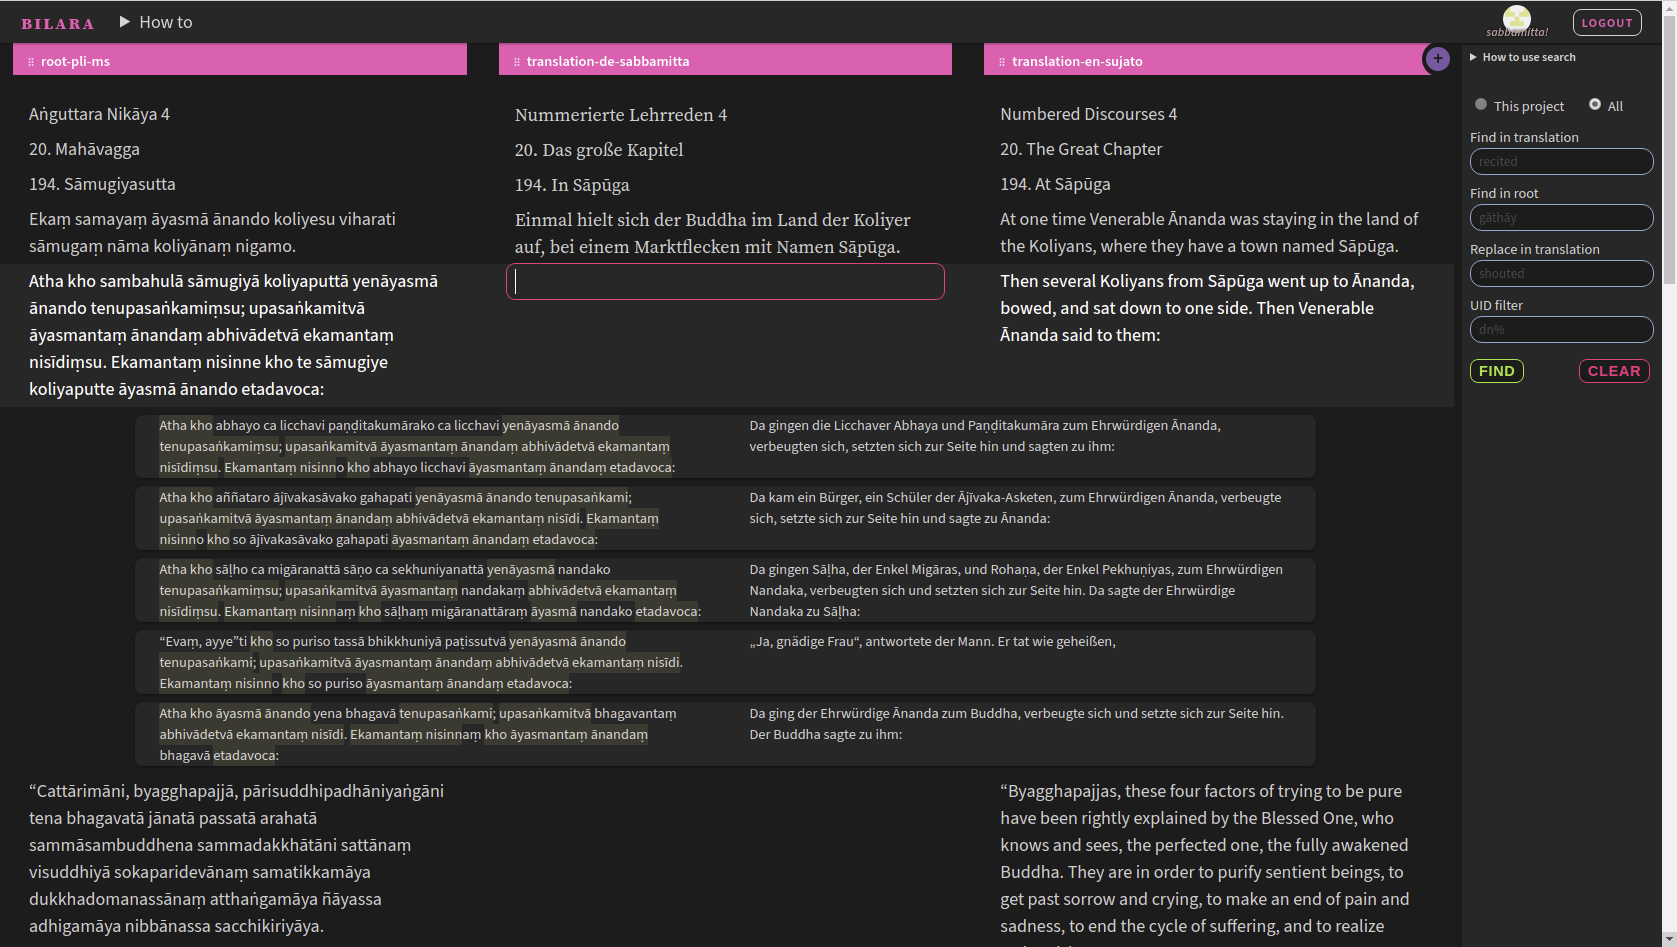 BILARA
▶ How to
sabbamitta!
LOGOUT
root-pli-ms
translation-de-sabbamitta
translation-en-sujato
+
Aṅguttara Nikāya 4
Nummerierte Lehrreden 4
Numbered Discourses 4
20. Mahāvagga
20. Das große Kapitel
20. The Great Chapter
194. Sāmugiyasutta
194. In Sāpūga
194. At Sāpūga
Ekaṃ samayaṃ āyasmā ānando koliyesu viharati
sāmugaṃ nāma koliyānaṃ nigamo.
Einmal hielt sich der Buddha im Land der Koliyer
auf, bei einem Marktflecken mit Namen Sāpūga.
At one time Venerable Ānanda was staying in the land of
the Koliyans, where they have a town named Sāpūga.
Atha kho sambahulā sāmugiyā koliyaputtā yenāyasmā
ānando tenupasaṅkamiṃsu; upasaṅkamitvā
āyasmantaṃ ānandaṃ abhivādetvā ekamantaṃ
nisīdiṃsu. Ekamantaṃ nisinne kho te sāmugiye
koliyaputte āyasmā ānando etadavoca:
Then several Koliyans from Sāpūga went up to Ānanda,
bowed, and sat down to one side. Then Venerable
Ānanda said to them:
Atha kho abhayo ca licchavi paṇḍitakumārako ca licchavi yenāyasmā ānando
tenupasaṅkamiṃsu; upasaṅkamitvā āyasmantaṃ ānandaṃ abhivādetvā ekamantaṃ
nisīdiṃsu. Ekamantaṃ nisinno kho abhayo licchavi āyasmantaṃ ānandaṃ etadavoca:
Da gingen die Licchaver Abhaya und Paṇḍitakumāra zum Ehrwürdigen Ānanda,
verbeugten sich, setzten sich zur Seite hin und sagten zu ihm:
Atha kho aññataro ājīvakasāvako gahapati yenāyasmā ānando tenupasaṅkami;
upasaṅkamitvā āyasmantaṃ ānandaṃ abhivādetvā ekamantaṃ nisīdi. Ekamantaṃ
nisinno kho so ājīvakasāvako gahapati āyasmantaṃ ānandaṃ etadavoca:
Da kam ein Bürger, ein Schüler der Ājīvaka-Asketen, zum Ehrwürdigen Ānanda, verbeugte
sich, setzte sich zur Seite hin und sagte zu Ānanda:
Atha kho sāḷho ca migāranattā sāṇo ca sekhuniyanattā yenāyasmā nandako
tenupasaṅkamiṃsu; upasaṅkamitvā āyasmantaṃ nandakaṃ abhivādetvā ekamantaṃ
nisīdiṃsu. Ekamantaṃ nisinnaṃ kho sāḷhaṃ migāranattāraṃ āyasmā nandako etadavoca:
Da gingen Sāḷha, der Enkel Migāras, und Rohaṇa, der Enkel Pekhuṇiyas, zum Ehrwürdigen
Nandaka, verbeugten sich und setzten sich zur Seite hin. Da sagte der Ehrwürdige
Nandaka zu Sāḷha:
“Evaṃ, ayye”ti kho so puriso tassā bhikkhuniyā paṭissutvā yenāyasmā ānando
tenupasaṅkami; upasaṅkamitvā āyasmantaṃ ānandaṃ abhivādetvā ekamantaṃ nisīdi.
Ekamantaṃ nisinno kho so puriso āyasmantaṃ ānandaṃ etadavoca:
„Ja, gnädige Frau“, antwortete der Mann. Er tat wie geheißen,
Atha kho āyasmā ānando yena bhagavā tenupasaṅkami; upasaṅkamitvā bhagavantaṃ
abhivādetvā ekamantaṃ nisīdi. Ekamantaṃ nisinnaṃ kho āyasmantaṃ ānandaṃ
bhagavā etadavoca:
Da ging der Ehrwürdige Ānanda zum Buddha, verbeugte sich und setzte sich zur Seite hin.
Der Buddha sagte zu ihm:
“Cattārimāni, byagghapajjā, pārisuddhipadhāniyaṅgāni
tena bhagavatā jānatā passatā arahatā
sammāsambuddhena sammadakkhātāni sattānaṃ
visuddhiyā sokaparidevānaṃ samatikkamāya
dukkhadomanassānaṃ atthaṅgamāya ñāyassa
adhigamāya nibbānassa sacchikiriyāya.
“Byagghapajjas, these four factors of trying to be pure
have been rightly explained by the Blessed One, who
knows and sees, the perfected one, the fully awakened
Buddha. They are in order to purify sentient beings, to
get past sorrow and crying, to make an end of pain and
sadness, to end the cycle of suffering, and to realize
▶ How to use search
This project
All
Find in translation
recited
Find in root
gāthāy
Replace in translation
shouted
UID filter
dn%
FIND
CLEAR